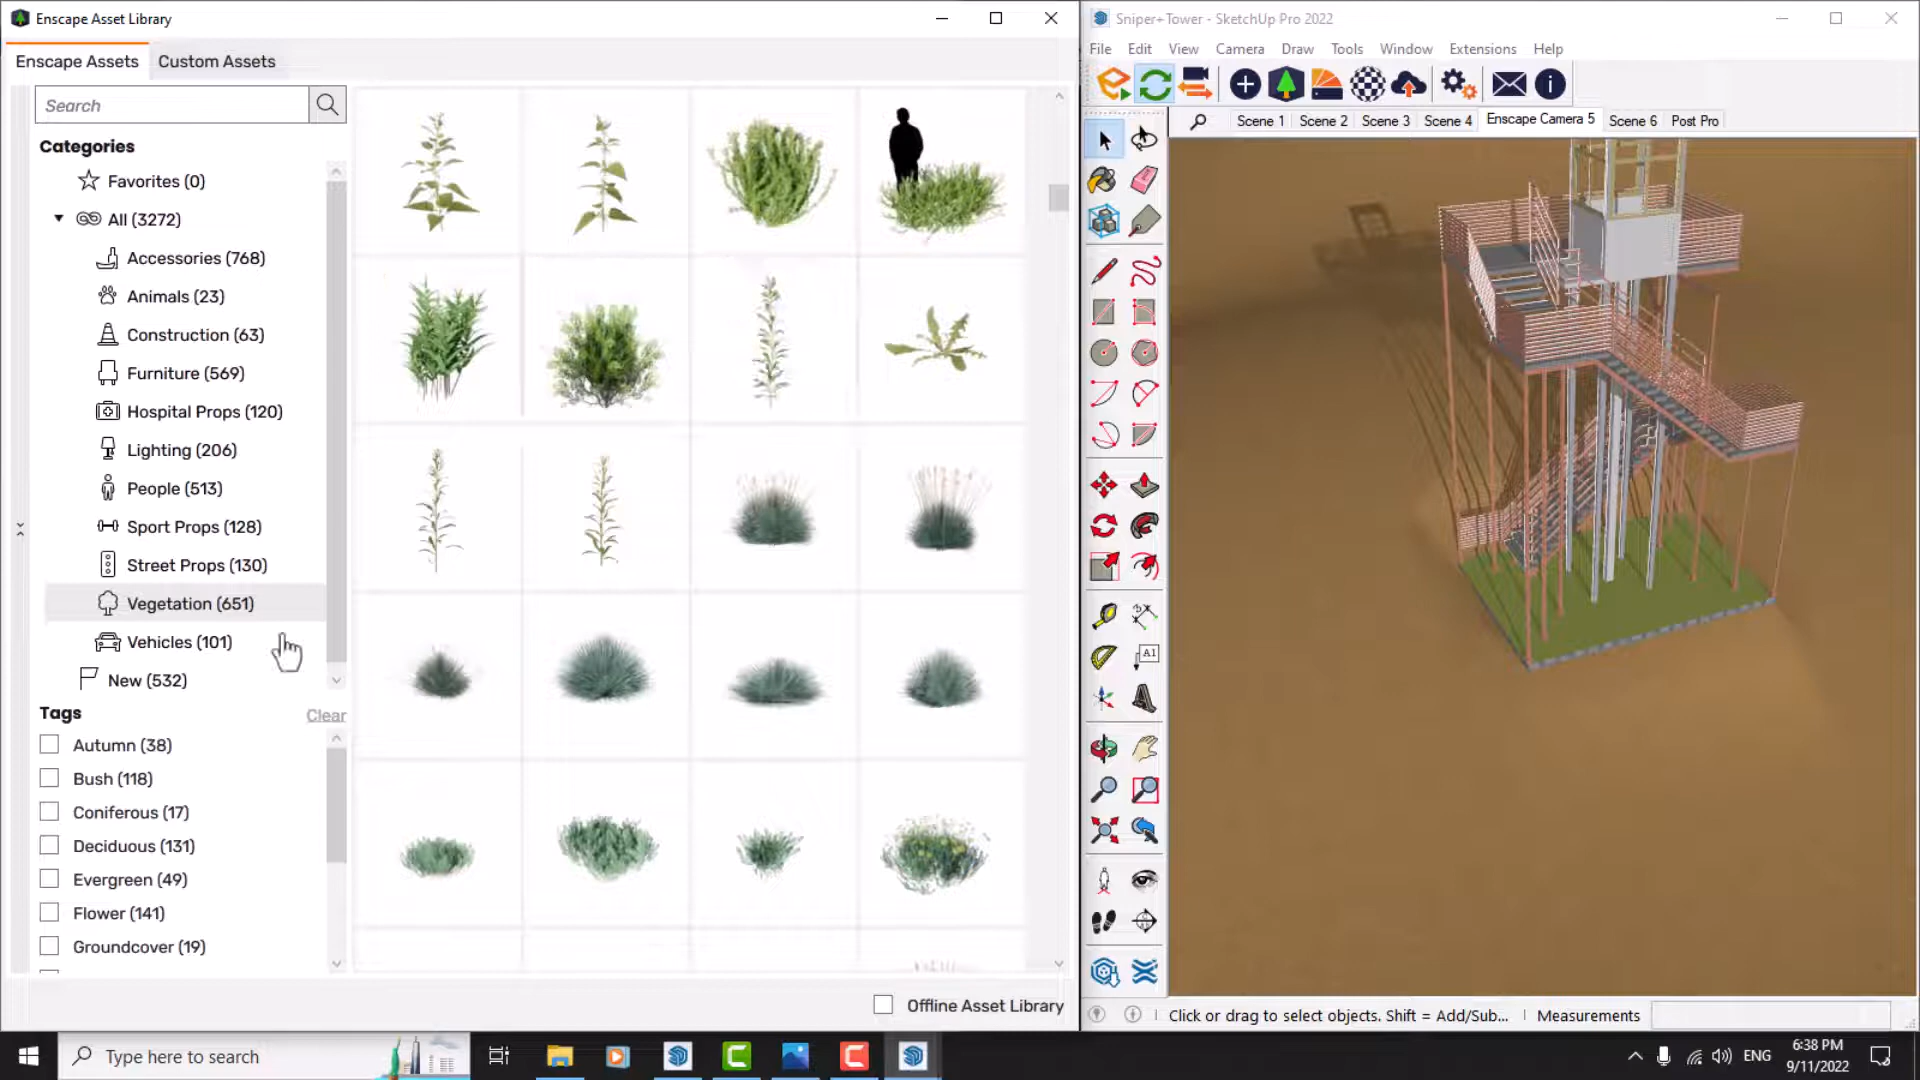 Enscape Asset Library
Enscape Assets
Custom Assets
Search
Categories
Favorites (0)
All (3272)
Accessories (768)
Animals (23)
Construction (63)
Furniture (569)
Hospital Props (120)
Lighting (206)
People (513)
Sport Props (128)
Street Props (130)
Vegetation (651)
Vehicles (101)
New (532)
Tags
Clear
Autumn (38)
Bush (118)
Coniferous (17)
Deciduous (131)
Evergreen (49)
Flower (141)
Groundcover (19)
Offline Asset Library
Sniper+Tower - SketchUp Pro 2022
File Edit View Camera Draw Tools Window Extensions Help
Scene 1 Scene 2 Scene 3 Scene 4 Enscape Camera 5 Scene 6 Post Pro
A1
Click or drag to select objects. Shift = Add/Sub...
Measurements
Type here to search
ENG
6:38 PM
9/11/2022